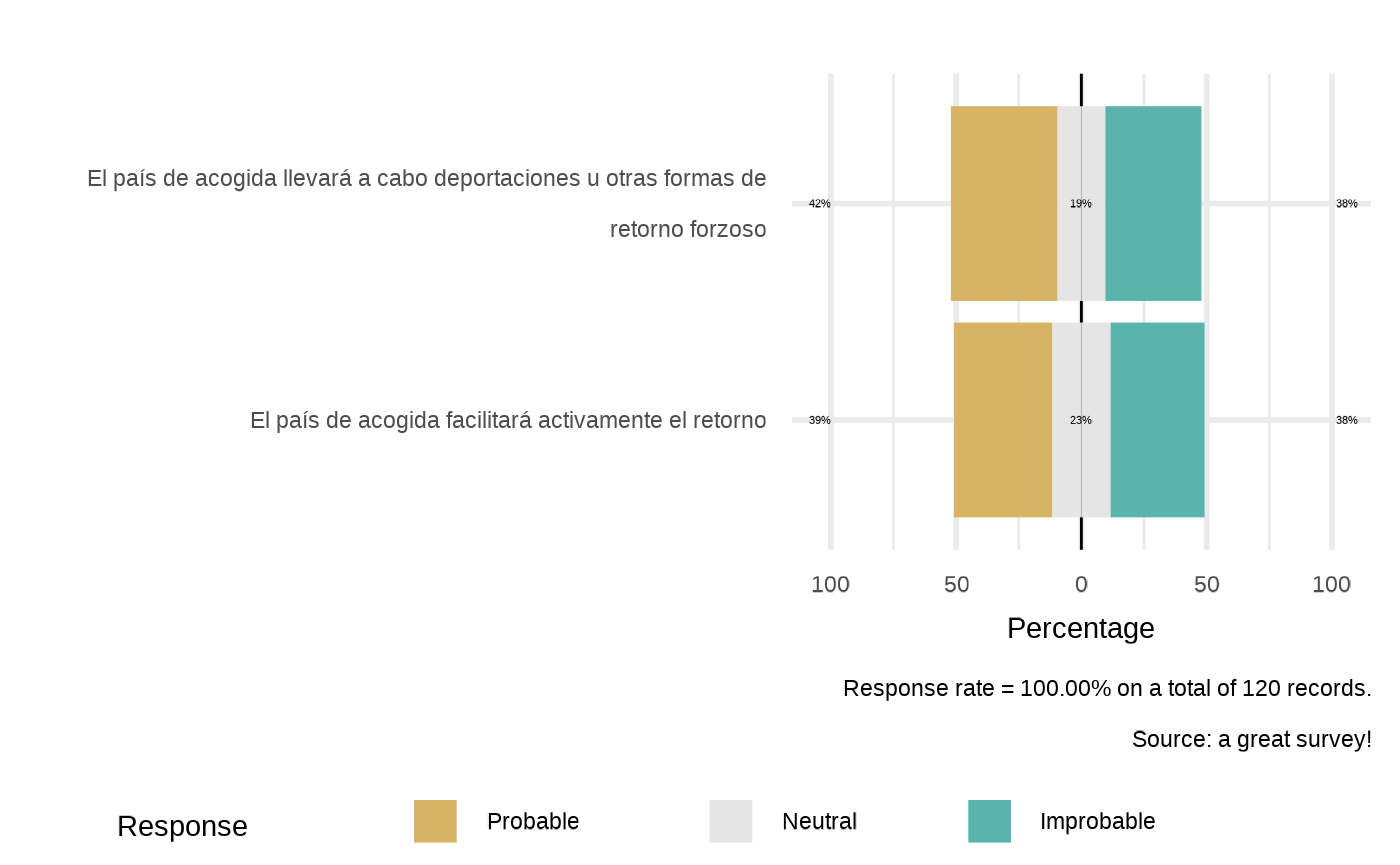 El país de acogida llevará a cabo deportaciones u otras formas de
retorno forzoso
42% 19% 38%
El país de acogida facilitará activamente el retorno
39% 23% 38%
100 50 0 50 100
Percentage
Response rate = 100.00% on a total of 120 records.
Source: a great survey!
Response Probable Neutral Improbable